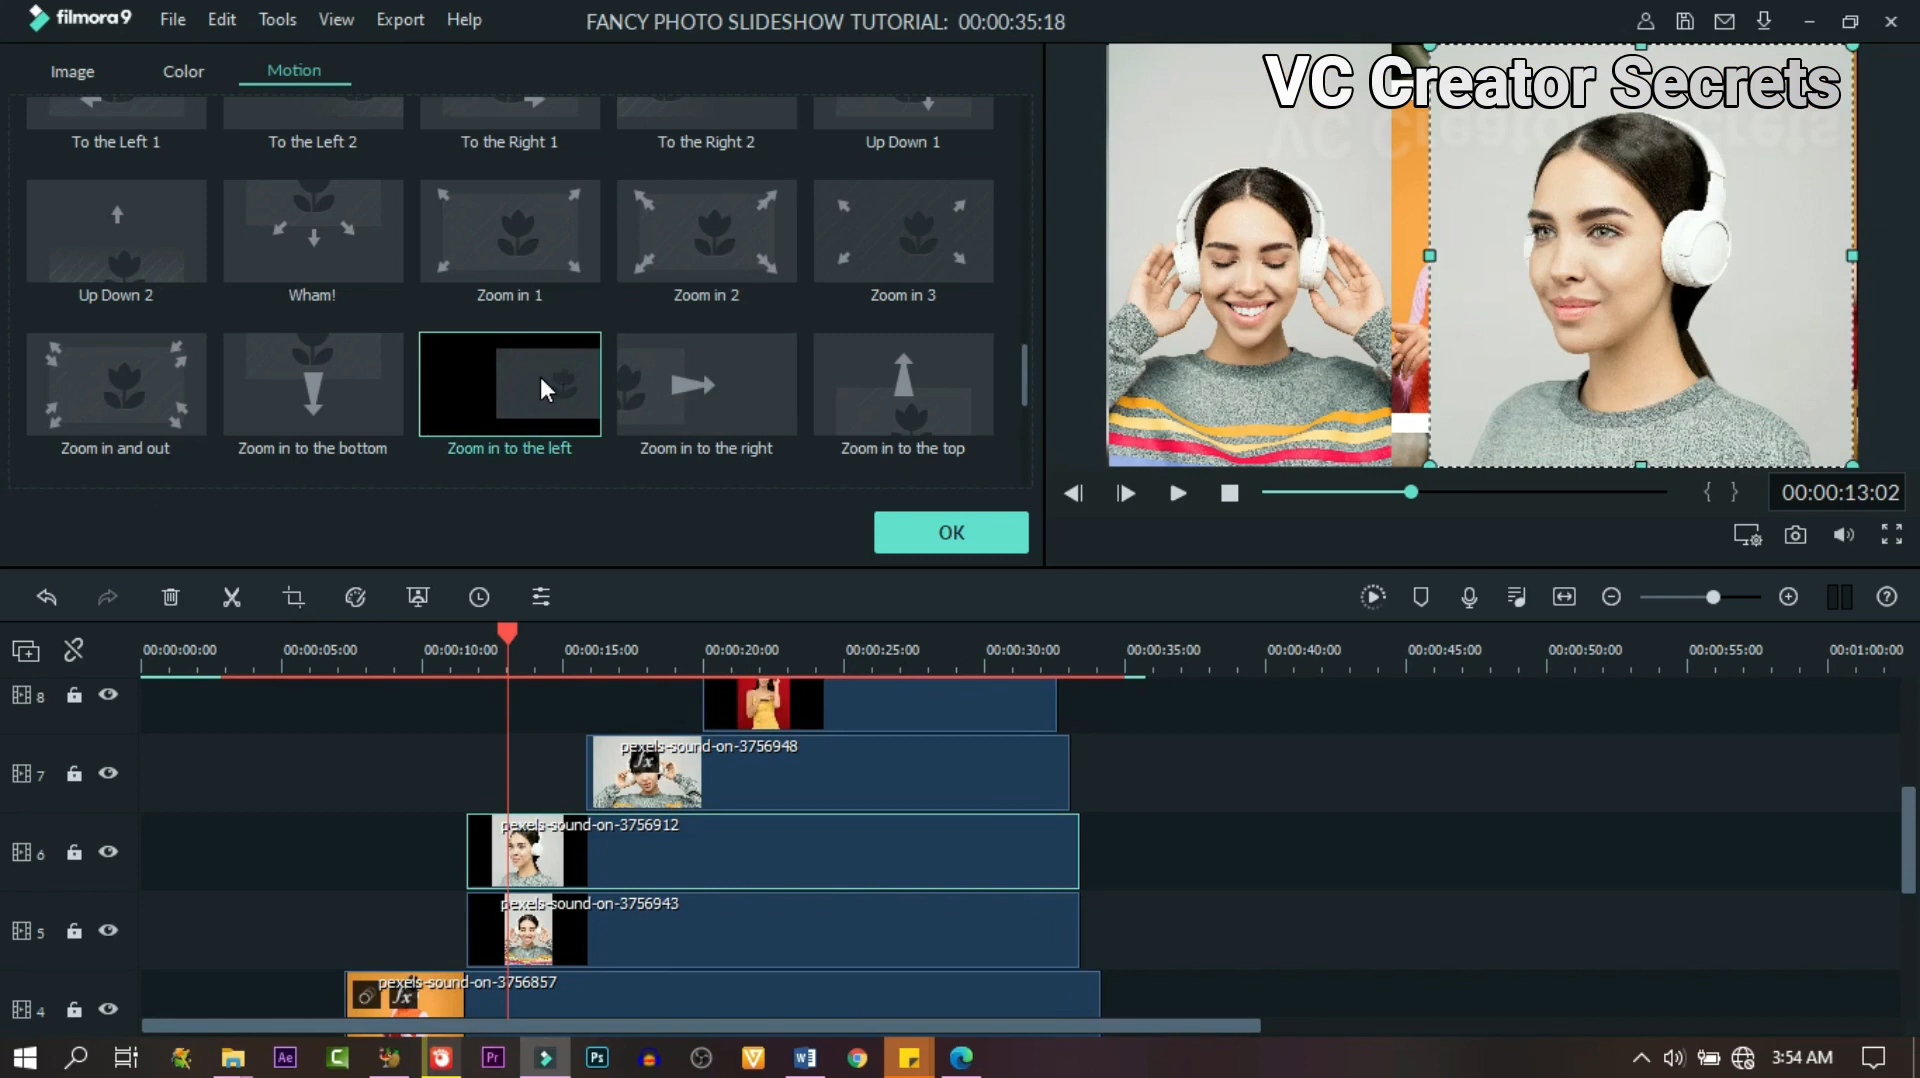 filmora9
File
Edit
Tools
View
Export
Help
FANCY PHOTO SLIDESHOW TUTORIAL: 00:00:35:18
Image
Color
Motion
VC Creator Secrets
To the Left 1
To the Left 2
To the Right 1
To the Right 2
Up Down 1
Up Down 2
Wham!
Zoom in 1
Zoom in 2
Zoom in 3
Zoom in and out
Zoom in to the bottom
Zoom in to the left
Zoom in to the right
Zoom in to the top
{ }
00:00:13:02
OK
00:00:00:00
00:00:05:00
00:00:10:00
00:00:15:00
00:00:20:00
00:00:25:00
00:00:30:00
00:00:35:00
00:00:40:00
00:00:45:00
00:00:50:00
00:00:55:00
00:01:00:00
8
7
pexels-sound-on-3756948
fx
6
pexels-sound-on-3756912
5
pexels-sound-on-3756943
4
pexels-sound-on-3756857
fx
Ae
Pr
Ps
3:54 AM